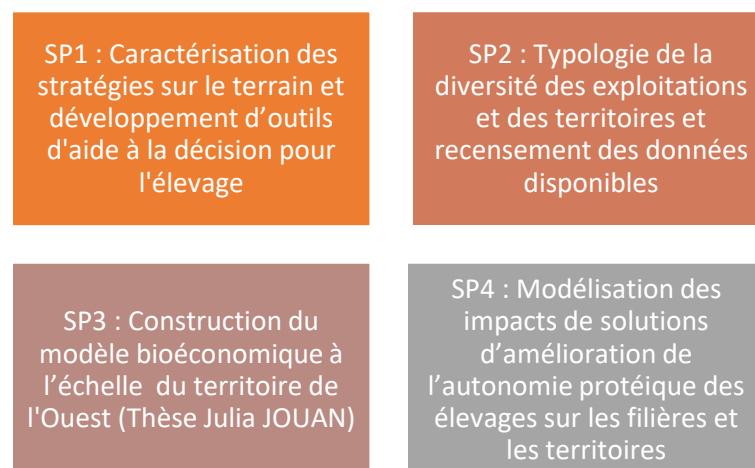 SP1 : Caractérisation des
stratégies sur le terrain et
développement d’outils
d'aide à la décision pour
l'élevage
SP2 : Typologie de la
diversité des exploitations
et des territoires et
recensement des données
disponibles
SP3 : Construction du
modèle bioéconomique à
l’échelle du territoire de
l'Ouest (Thèse Julia JOUAN)
SP4 : Modélisation des
impacts de solutions
d’amélioration de
l’autonomie protéique des
élevages sur les filières et
les territoires